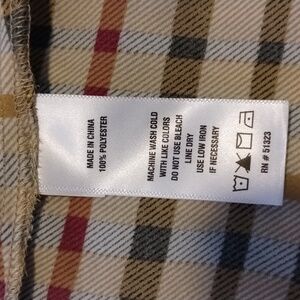 MADE IN CHINA
100% POLYESTER
MACHINE WASH COLD
WITH LIKE COLORS
DO NOT USE BLEACH
LINE DRY
USE LOW IRON
IF NECESSARY
RN # 51323